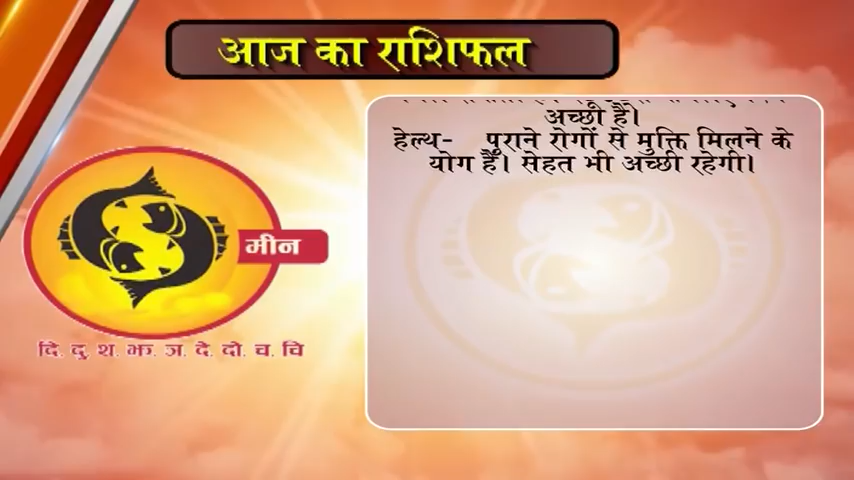 आज का राशिफल
अच्छी है।
हेल्थ- पुराने रोगों से मुक्ति मिलने के
योग हैं। सेहत भी अच्छी रहेगी।
मीन
दि. दु. श. झ. ञ. दे. दो. च. चि